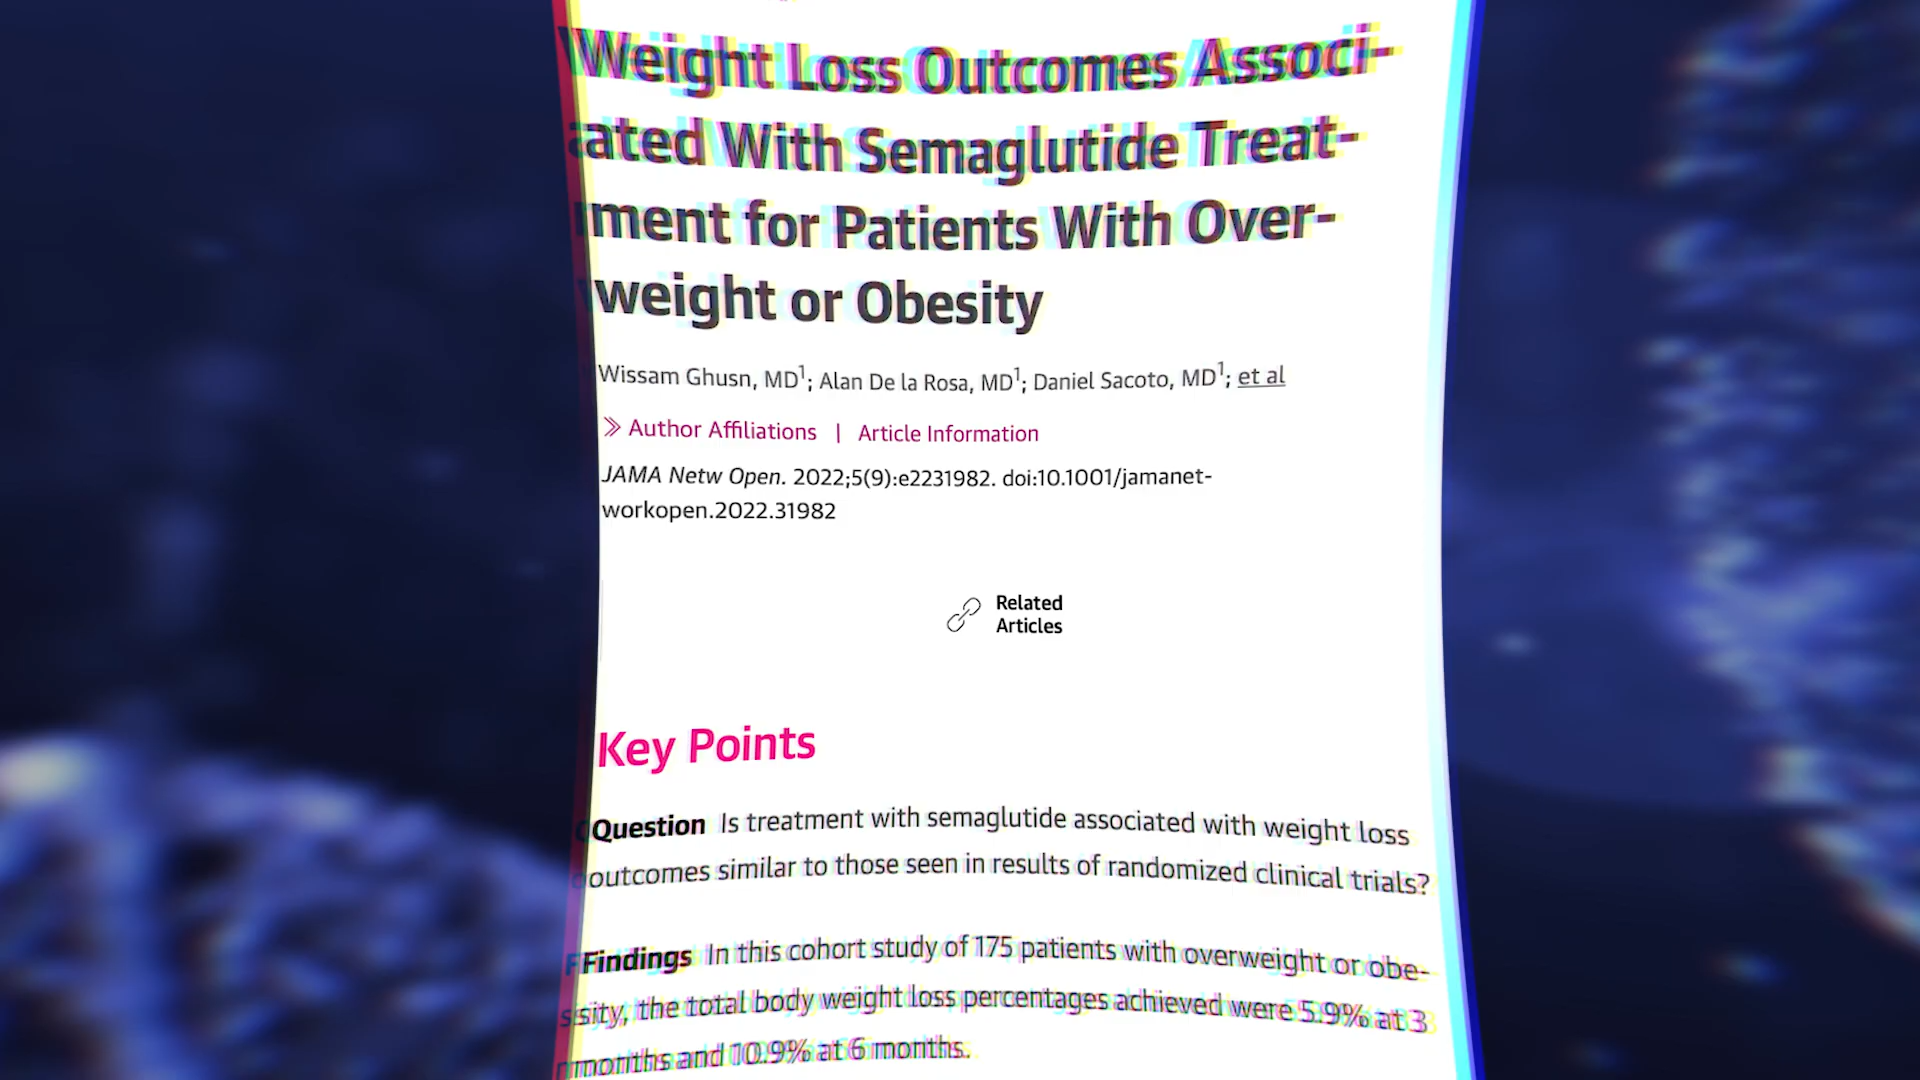 Weight Loss Outcomes Associ-
ated With Semaglutide Treat-
ment for Patients With Over-
weight or Obesity
Wissam Ghusn, MD1; Alan De la Rosa, MD1; Daniel Sacoto, MD1; et al
Author Affiliations | Article Information
JAMA Netw Open. 2022;5(9):e2231982. doi:10.1001/jamanet-
workopen.2022.31982
Related
Articles
Key Points
Question Is treatment with semaglutide associated with weight loss
outcomes similar to those seen in results of randomized clinical trials?
Findings In this cohort study of 175 patients with overweight or obe-
sity, the total body weight loss percentages achieved were 5.9% at 3
months and 10.9% at 6 months.